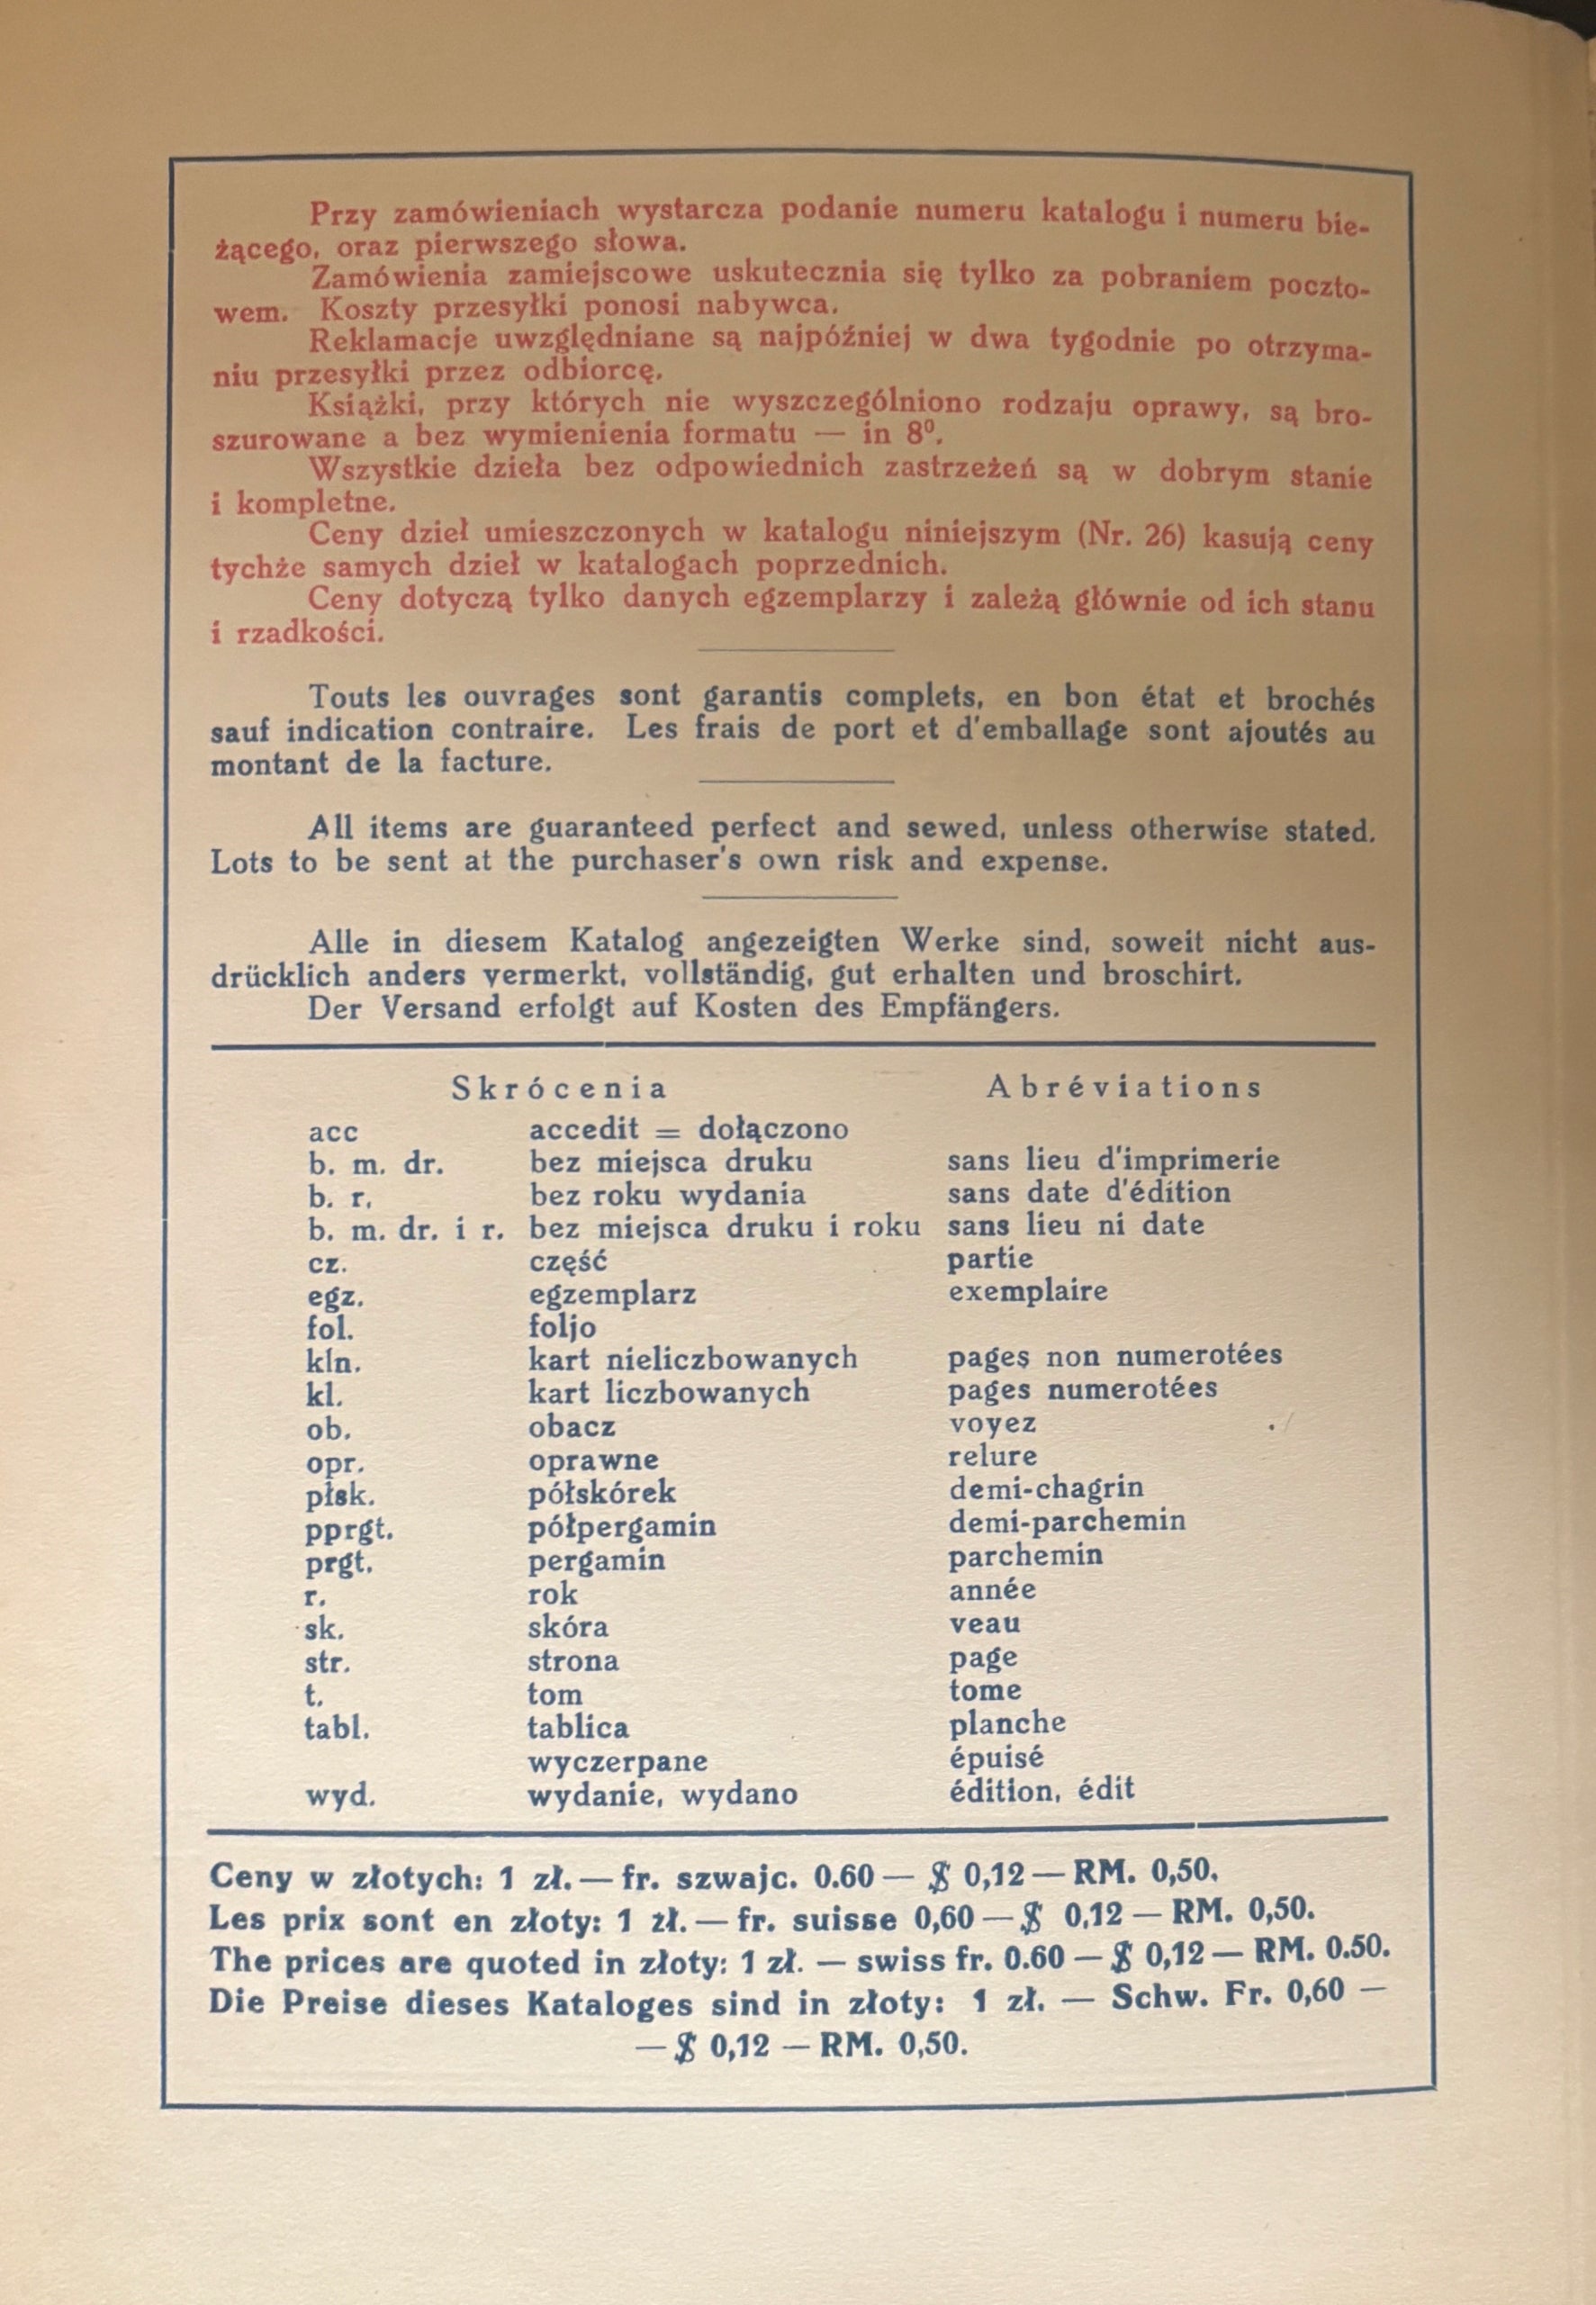 Przy zamówieniach wystarcza podanie numeru katalogu i numeru bie-
żącego, oraz pierwszego słowa.
Zamówienia zamiejscowe uskutecznia się tylko za pobraniem poczto-
wem. Koszty przesyłki ponosi nabywca.
Reklamacje uwzględniane są najpóźniej w dwa tygodnie po otrzyma-
niu przesyłki przez odbiorcę.
Książki, przy których nie wyszczególniono rodzaju oprawy, są bro-
szurowane a bez wymienienia formatu — in 8⁰.
Wszystkie dzieła bez odpowiednich zastrzeżeń są w dobrym stanie
i kompletne.
Ceny dzieł umieszczonych w katalogu niniejszym (Nr. 26) kasują ceny
tychże samych dzieł w katalogach poprzednich.
Ceny dotyczą tylko danych egzemplarzy i zależą głównie od ich stanu
i rzadkości.
Touts les ouvrages sont garantis complets, en bon état et brochés
sauf indication contraire. Les frais de port et d'emballage sont ajoutés au
montant de la facture.
All items are guaranteed perfect and sewed, unless otherwise stated.
Lots to be sent at the purchaser's own risk and expense.
Alle in diesem Katalog angezeigten Werke sind, soweit nicht aus-
drücklich anders vermerkt, vollständig, gut erhalten und broschirt.
Der Versand erfolgt auf Kosten des Empfängers.
Skrócenia Abréviations
acc accedit = dołączono
b. m. dr. bez miejsca druku sans lieu d'imprimerie
b. r. bez roku wydania sans date d'édition
b. m. dr. i r. bez miejsca druku i roku sans lieu ni date
cz. część partie
egz. egzemplarz exemplaire
fol. foljo
kln. kart nieliczbowanych pages non numerotées
kl. kart liczbowanych pages numerotées
ob. obacz voyez
opr. oprawne relure
płsk. półskórek demi-chagrin
pprgt. półpergamin demi-parchemin
prgt. pergamin parchemin
r. rok année
sk. skóra veau
str. strona page
t. tom tome
tabl. tablica planche
wyczerpane épuisé
wyd. wydanie, wydano édition, édit
Ceny w złotych: 1 zł. — fr. szwajc. 0.60 — $ 0,12 — RM. 0,50.
Les prix sont en złoty: 1 zł. — fr. suisse 0,60 — $ 0,12 — RM. 0,50.
The prices are quoted in złoty: 1 zł. — swiss fr. 0.60 — $ 0,12 — RM. 0.50.
Die Preise dieses Kataloges sind in złoty: 1 zł. — Schw. Fr. 0,60 —
— $ 0,12 — RM. 0,50.